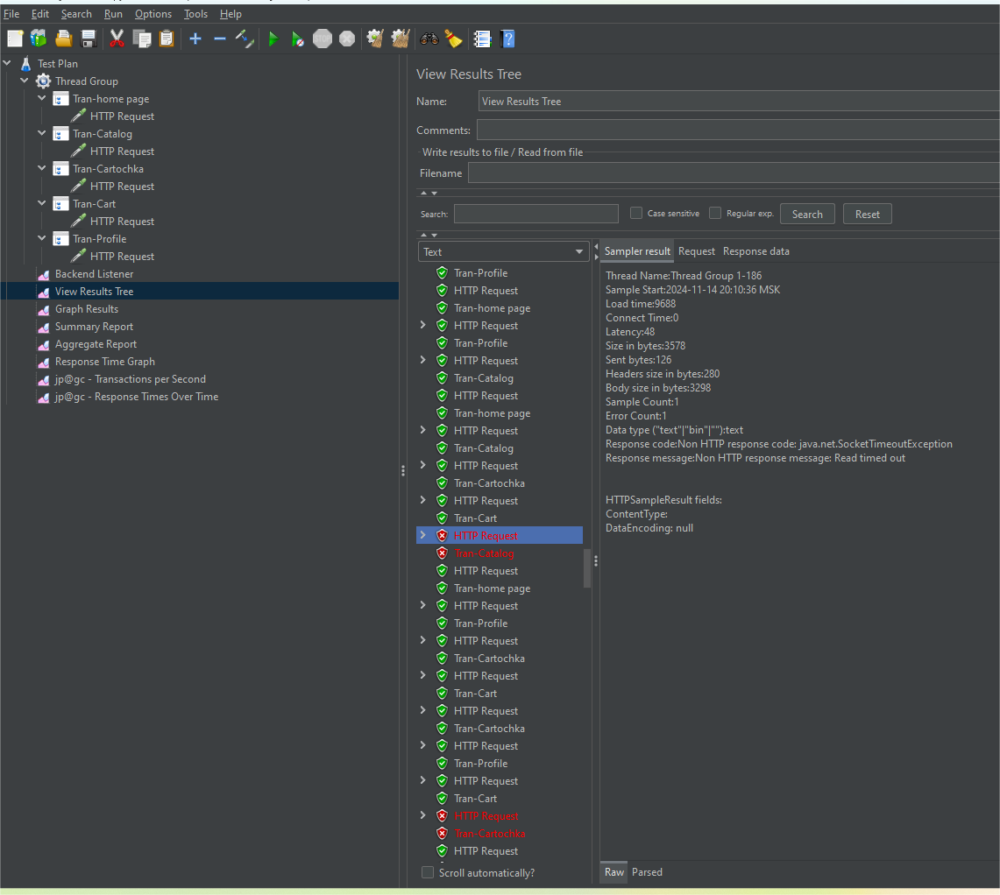 File Edit Search Run Options Tools Help
Test Plan
Thread Group
Tran-home page
HTTP Request
Tran-Catalog
HTTP Request
Tran-Cartochka
HTTP Request
Tran-Cart
HTTP Request
Tran-Profile
HTTP Request
Backend Listener
View Results Tree
Graph Results
Summary Report
Aggregate Report
Response Time Graph
jp@gc - Transactions per Second
jp@gc - Response Times Over Time
View Results Tree
Name: View Results Tree
Comments:
Write results to file / Read from file
Filename
Search: Case sensitive Regular exp. Search Reset
Text
Tran-Profile
HTTP Request
Tran-home page
HTTP Request
Tran-Profile
HTTP Request
Tran-Catalog
HTTP Request
Tran-home page
HTTP Request
Tran-Catalog
HTTP Request
Tran-Cartochka
HTTP Request
Tran-Cart
HTTP Request
Tran-Catalog
HTTP Request
Tran-home page
HTTP Request
Tran-Profile
HTTP Request
Tran-Cartochka
HTTP Request
Tran-Cart
HTTP Request
Tran-Cartochka
HTTP Request
Tran-Profile
HTTP Request
Tran-Cart
HTTP Request
Tran-Cartochka
HTTP Request
Scroll automatically?
Sampler result Request Response data
Thread Name:Thread Group 1-186
Sample Start:2024-11-14 20:10:36 MSK
Load time:9688
Connect Time:0
Latency:48
Size in bytes:3578
Sent bytes:126
Headers size in bytes:280
Body size in bytes:3298
Sample Count:1
Error Count:1
Data type ("text"|"bin"|""):text
Response code:Non HTTP response code: java.net.SocketTimeoutException
Response message:Non HTTP response message: Read timed out
HTTPSampleResult fields:
ContentType:
DataEncoding: null
Raw Parsed